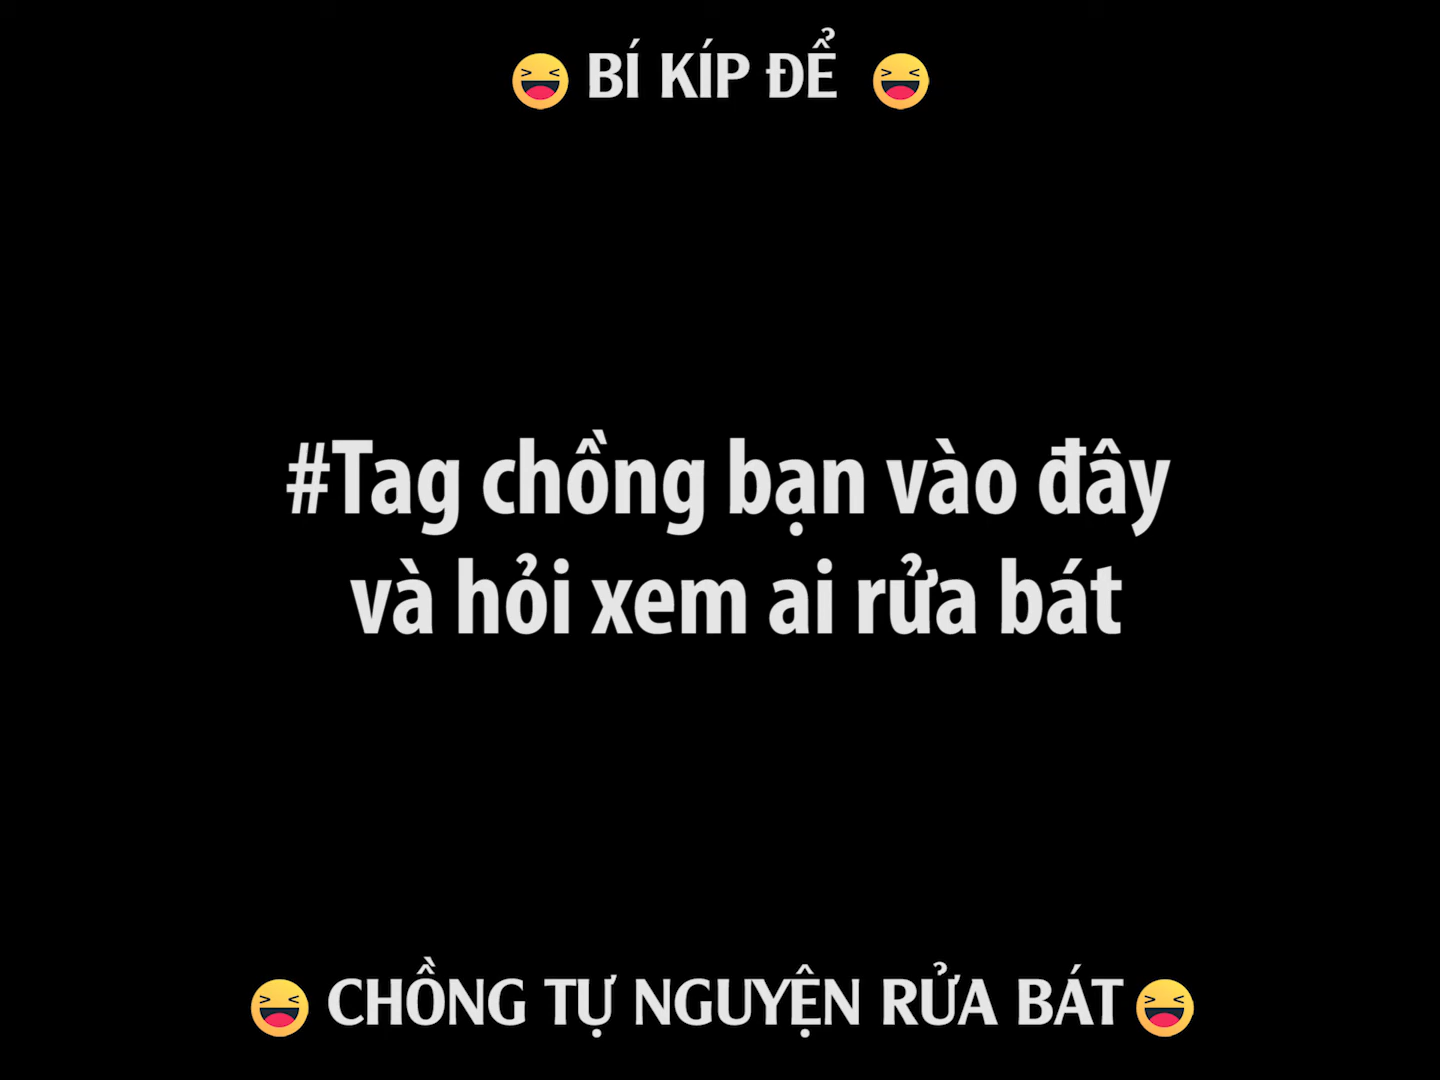 😆 BÍ KÍP ĐỂ 😆
#Tag chồng bạn vào đây
và hỏi xem ai rửa bát
😆 CHỒNG TỰ NGUYỆN RỬA BÁT 😆